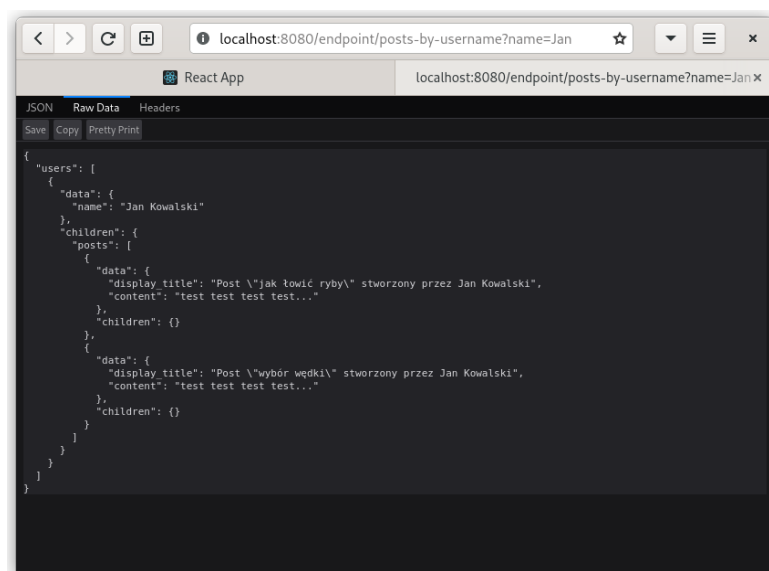 localhost:8080/endpoint/posts-by-username?name=Jan
React App
localhost:8080/endpoint/posts-by-username?name=Jan
JSON Raw Data Headers
Save Copy Pretty Print
{
  "users": [
    {
      "data": {
        "name": "Jan Kowalski"
      },
      "children": {
        "posts": [
          {
            "data": {
              "display_title": "Post \"jak łowić ryby\" stworzony przez Jan Kowalski",
              "content": "test test test test..."
            },
            "children": {}
          },
          {
            "data": {
              "display_title": "Post \"wybór wędki\" stworzony przez Jan Kowalski",
              "content": "test test test test..."
            },
            "children": {}
          }
        ]
      }
    }
  ]
}